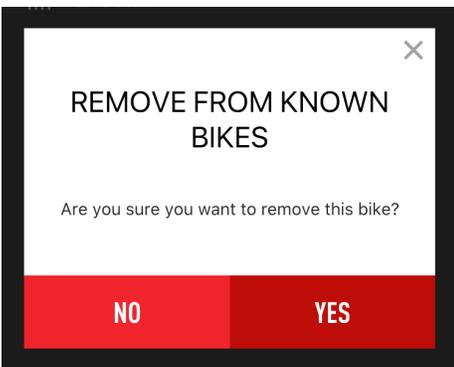 REMOVE FROM KNOWN
BIKES
Are you sure you want to remove this bike?
NO
YES